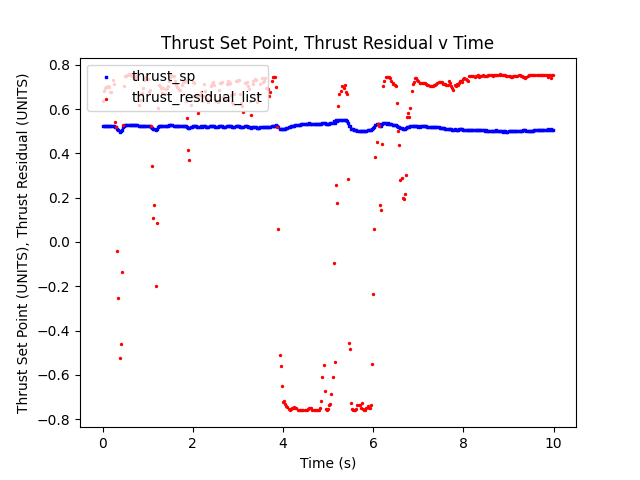 Thrust Set Point, Thrust Residual v Time
thrust_sp
thrust_residual_list
Thrust Set Point (UNITS), Thrust Residual (UNITS)
0.8
0.6
0.4
0.2
0.0
−0.2
−0.4
−0.6
−0.8
0 2 4 6 8 10
Time (s)